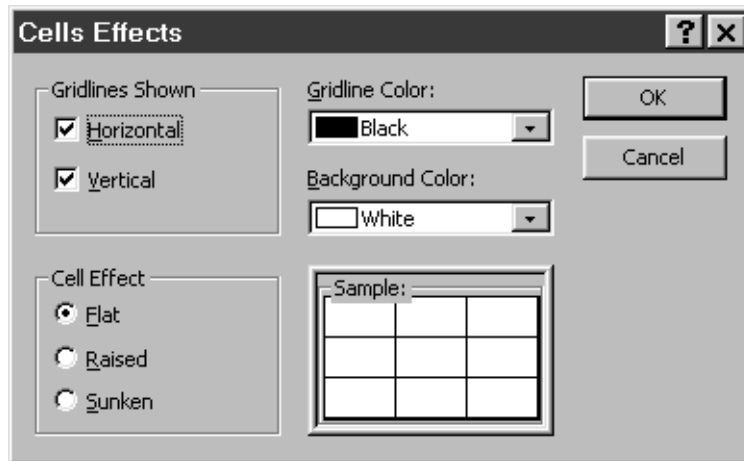 Cells Effects
Gridlines Shown
Horizontal
Vertical
Gridline Color:
Black
Background Color:
White
OK
Cancel
Cell Effect
Flat
Raised
Sunken
Sample: